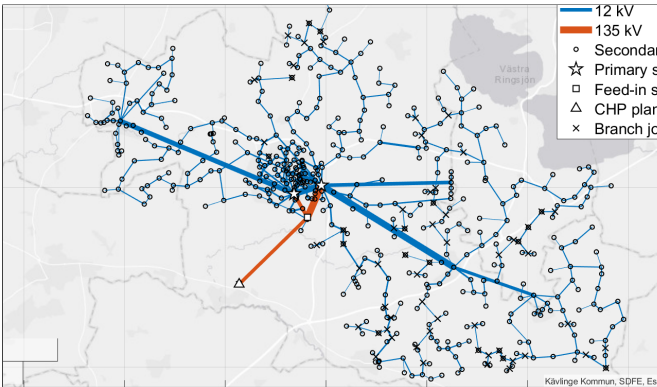 12 kV
135 kV
Secondar
Primary s
Feed-in s
CHP plan
Branch jo
Västra
Ringsjön
Kävlinge Kommun, SDFE, Es